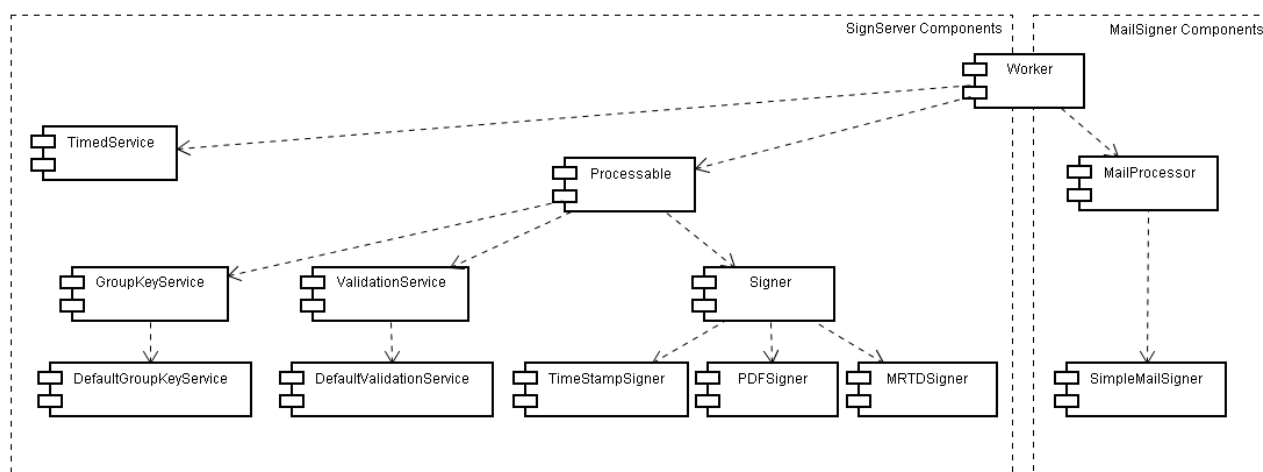 SignServer Components
MailSigner Components
Worker
TimedService
Processable
MailProcessor
GroupKeyService
ValidationService
Signer
DefaultGroupKeyService
DefaultValidationService
TimeStampSigner
PDFSigner
MRTDSigner
SimpleMailSigner